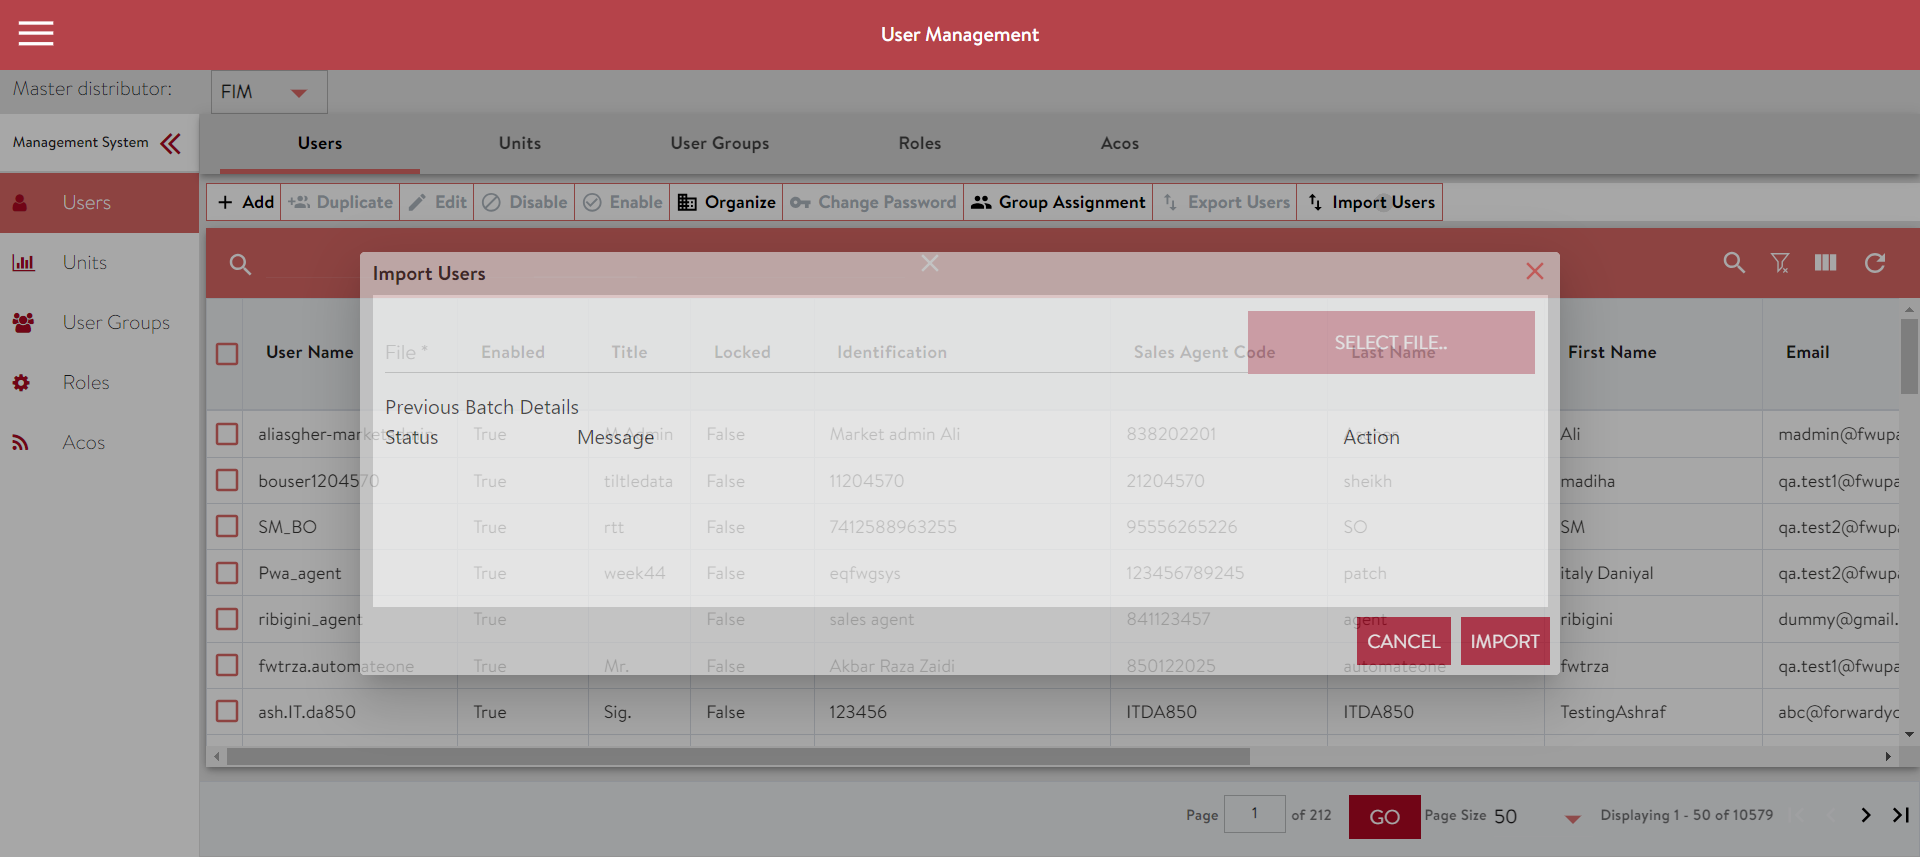 User Management
Master distributor: FIM
Management System
Users Units User Groups Roles Acos
Add Duplicate Edit Disable Enable Organize Change Password Group Assignment Export Users Import Users
Users
Units
User Groups
Roles
Acos
Import Users
User Name File * Enabled Title Locked Identification Sales Agent Code Last Name First Name Email
SELECT FILE..
Previous Batch Details
Status Message Action
True Admin False Market admin Ali 838202201 Ali madmin@fwupa
bouser1204570 True tiltledata False 11204570 21204570 sheikh madiha qa.test1@fwupa
SM_BO True rtt False 7412588963255 95556265226 SO SM qa.test2@fwupa
Pwa_agent True week44 False eqfwgsys 123456789245 patch italy Daniyal qa.test2@fwupa
ribigini_agent True False sales agent 841123457 agent ribigini dummy@gmail.
fwtrza.automateone True Mr. False Akbar Raza Zaidi 850122025 automateone fwtrza qa.test1@fwupa
CANCEL IMPORT
ash.IT.da850 True Sig. False 123456 ITDA850 ITDA850 TestingAshraf abc@forwardyo
Page 1 of 212 GO Page Size 50 Displaying 1 - 50 of 10579